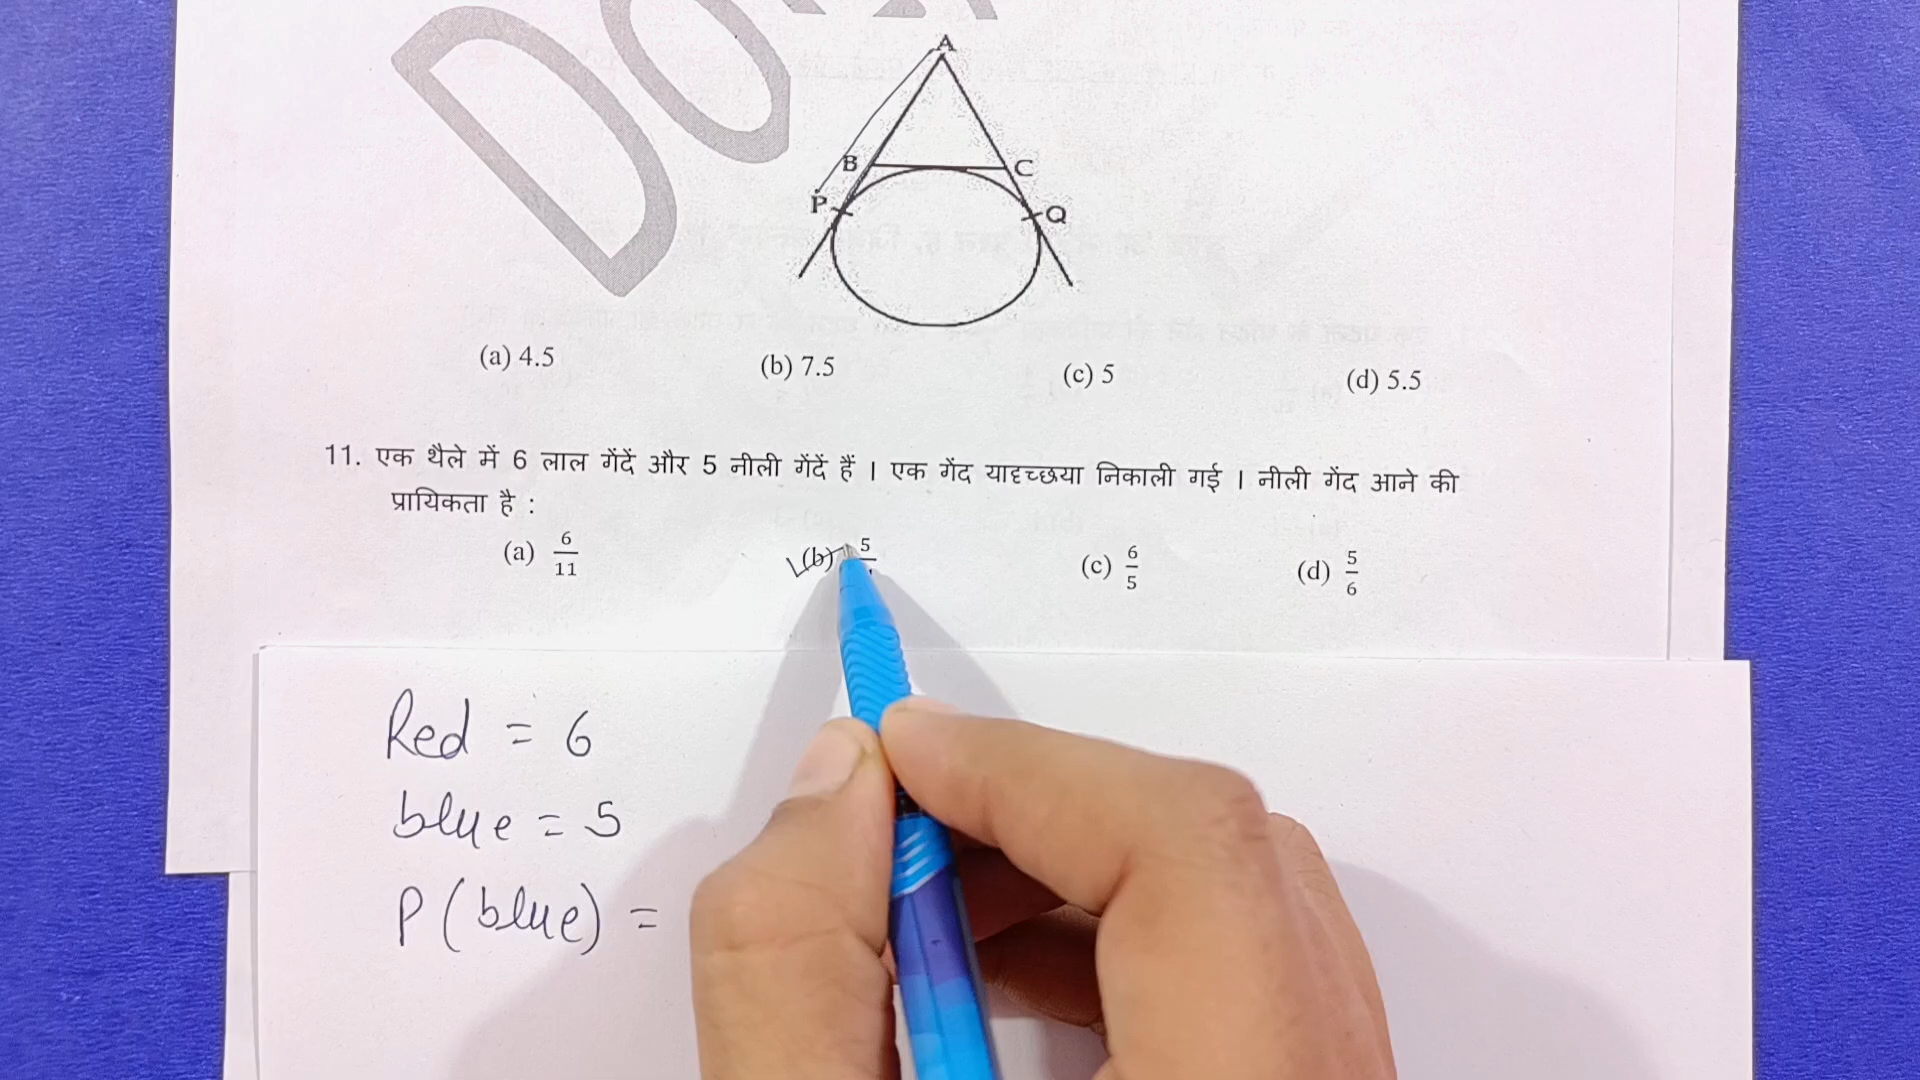 A
B
C
P
Q
(a) 4.5 (b) 7.5 (c) 5 (d) 5.5
11. एक थैले में 6 लाल गेंदें और 5 नीली गेंदें हैं । एक गेंद यादृच्छया निकाली गई । नीली गेंद आने की
प्रायिकता है :
(a) 6/11 (b) 5 (c) 6/5 (d) 5/6
Red = 6
blue = 5
P(blue) =